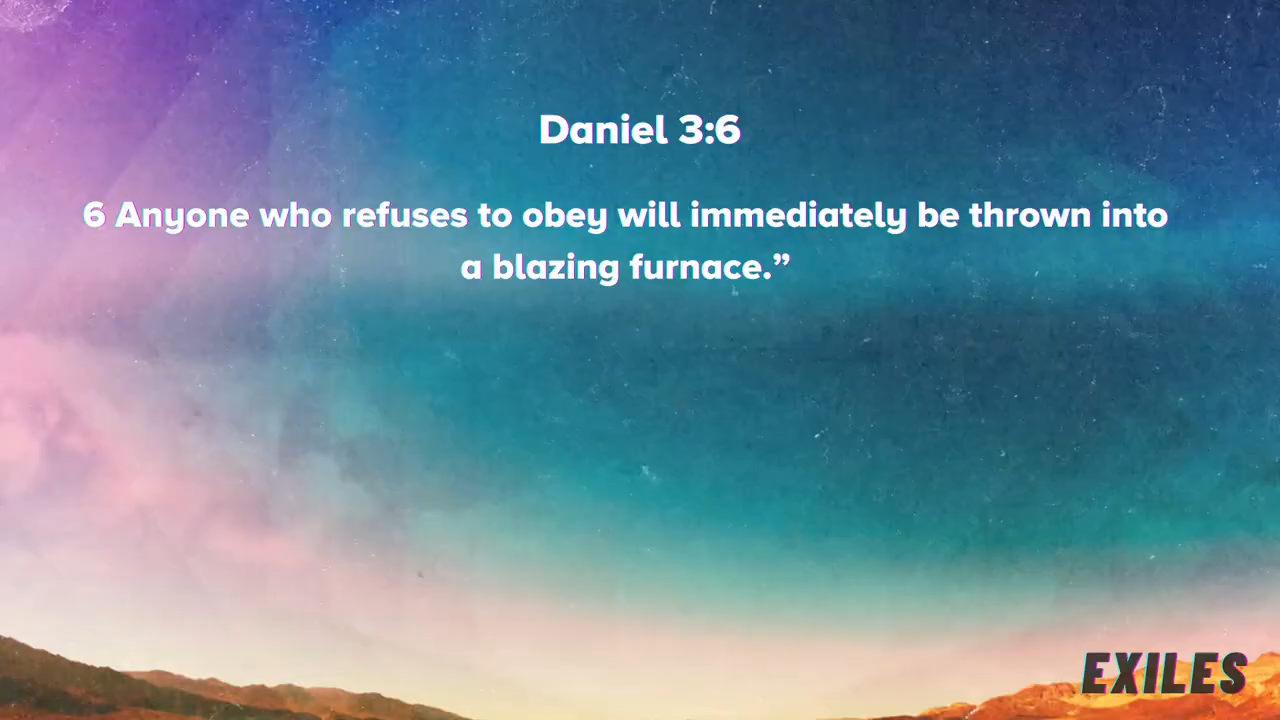 Daniel 3:6
6 Anyone who refuses to obey will immediately be thrown into
a blazing furnace.”
EXILES